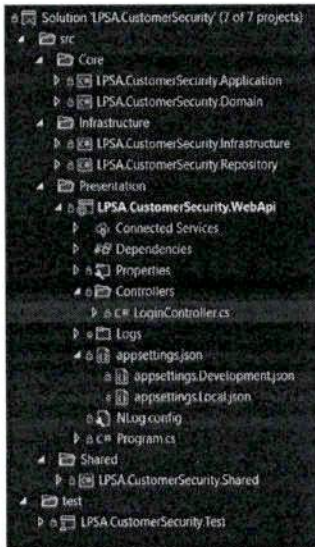 Solution 'LPSA.CustomerSecurity' (7 of 7 projects)
src
Core
C# LPSA.CustomerSecurity.Application
C# LPSA.CustomerSecurity.Domain
Infrastructure
C# LPSA.CustomerSecurity.Infrastructure
C# LPSA.CustomerSecurity.Repository
Presentation
LPSA.CustomerSecurity.WebApi
Connected Services
Dependencies
Properties
Controllers
C# LoginController.cs
Logs
appsettings.json
appsettings.Development.json
appsettings.Local.json
NLog.config
C# Program.cs
Shared
C# LPSA.CustomerSecurity.Shared
test
LPSA.CustomerSecurity.Test